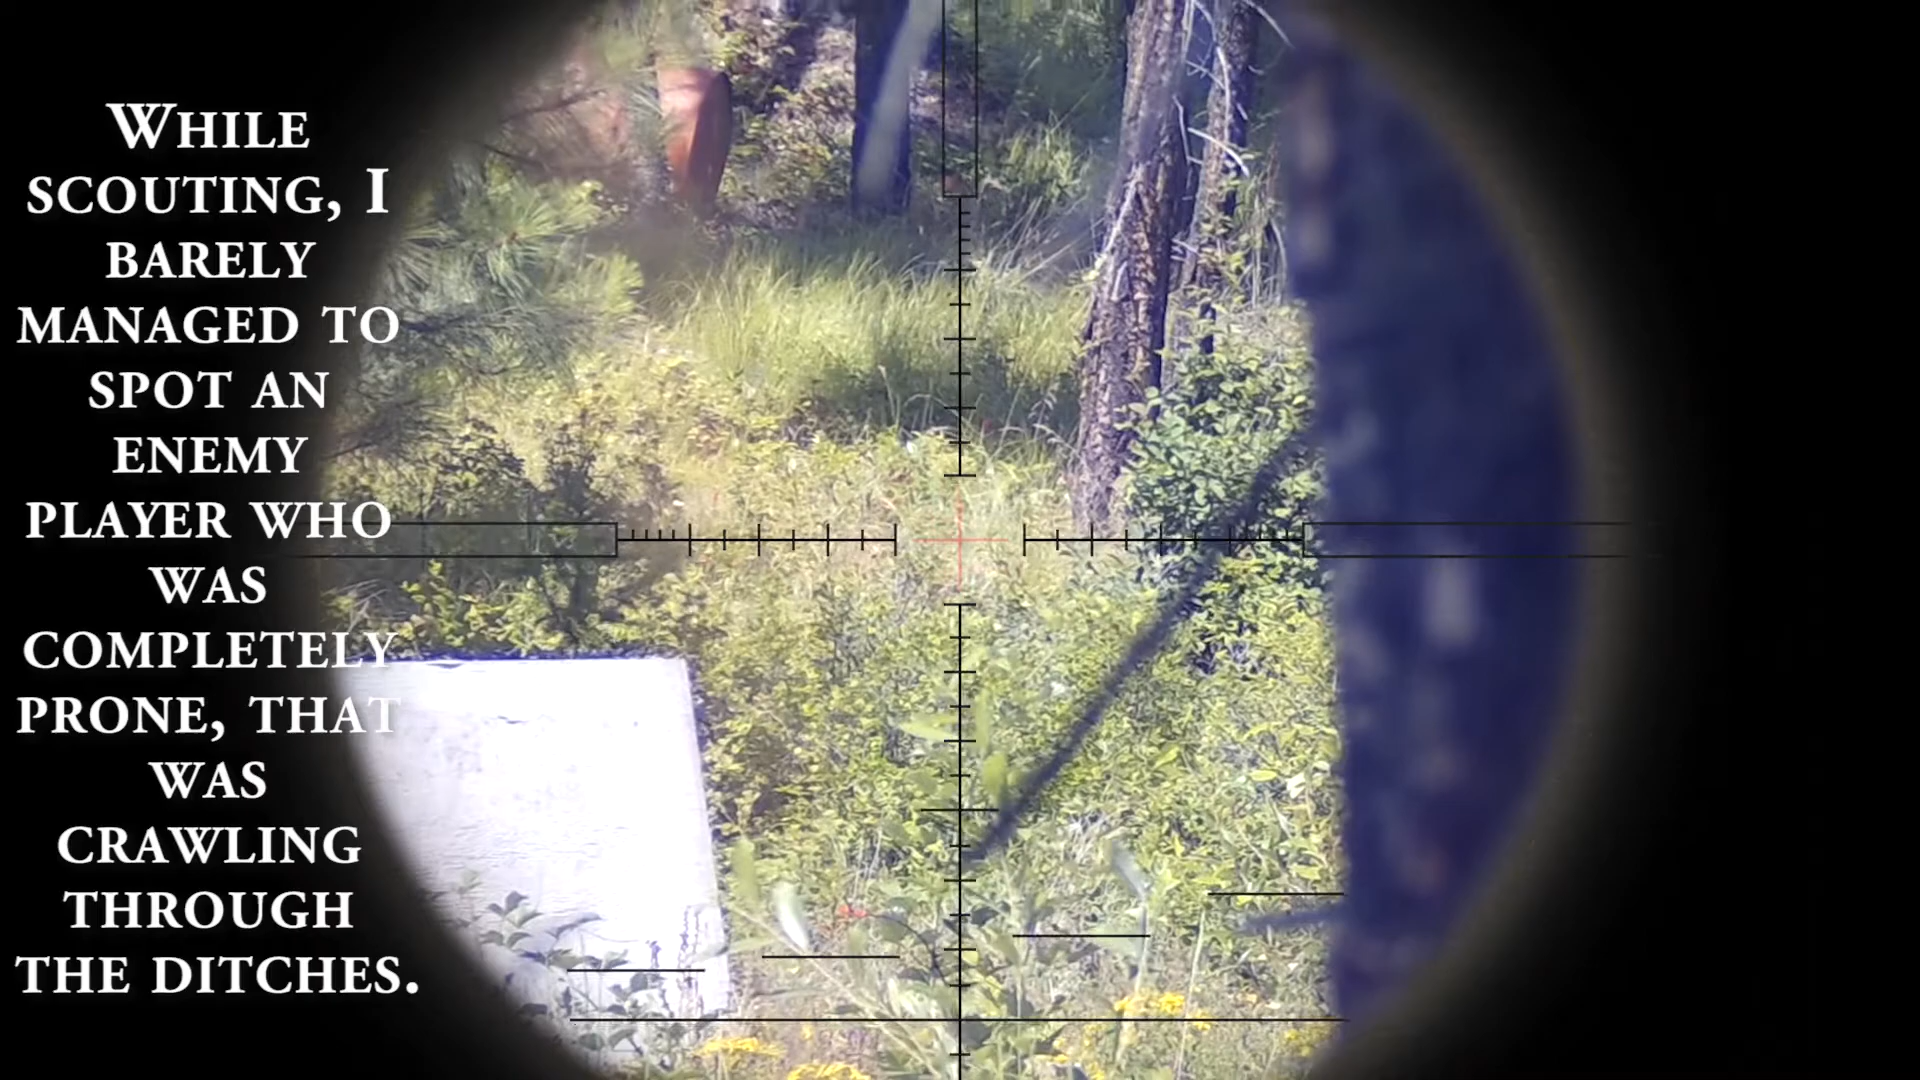 While
scouting, I
barely
managed to
spot an
enemy
player who
was
completely
prone, that
was
crawling
through
the ditches.